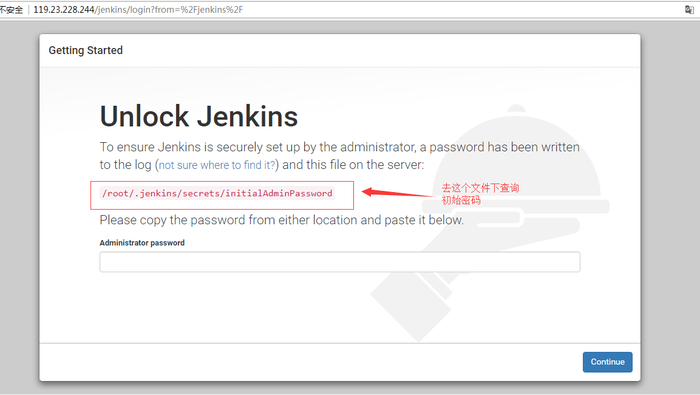 不安全 | 119.23.228.244/jenkins/login?from=%2Fjenkins%2F
Getting Started
Unlock Jenkins
To ensure Jenkins is securely set up by the administrator, a password has been written
to the log (not sure where to find it?) and this file on the server:
/root/.jenkins/secrets/initialAdminPassword
去这个文件下查询
初始密码
Please copy the password from either location and paste it below.
Administrator password
Continue